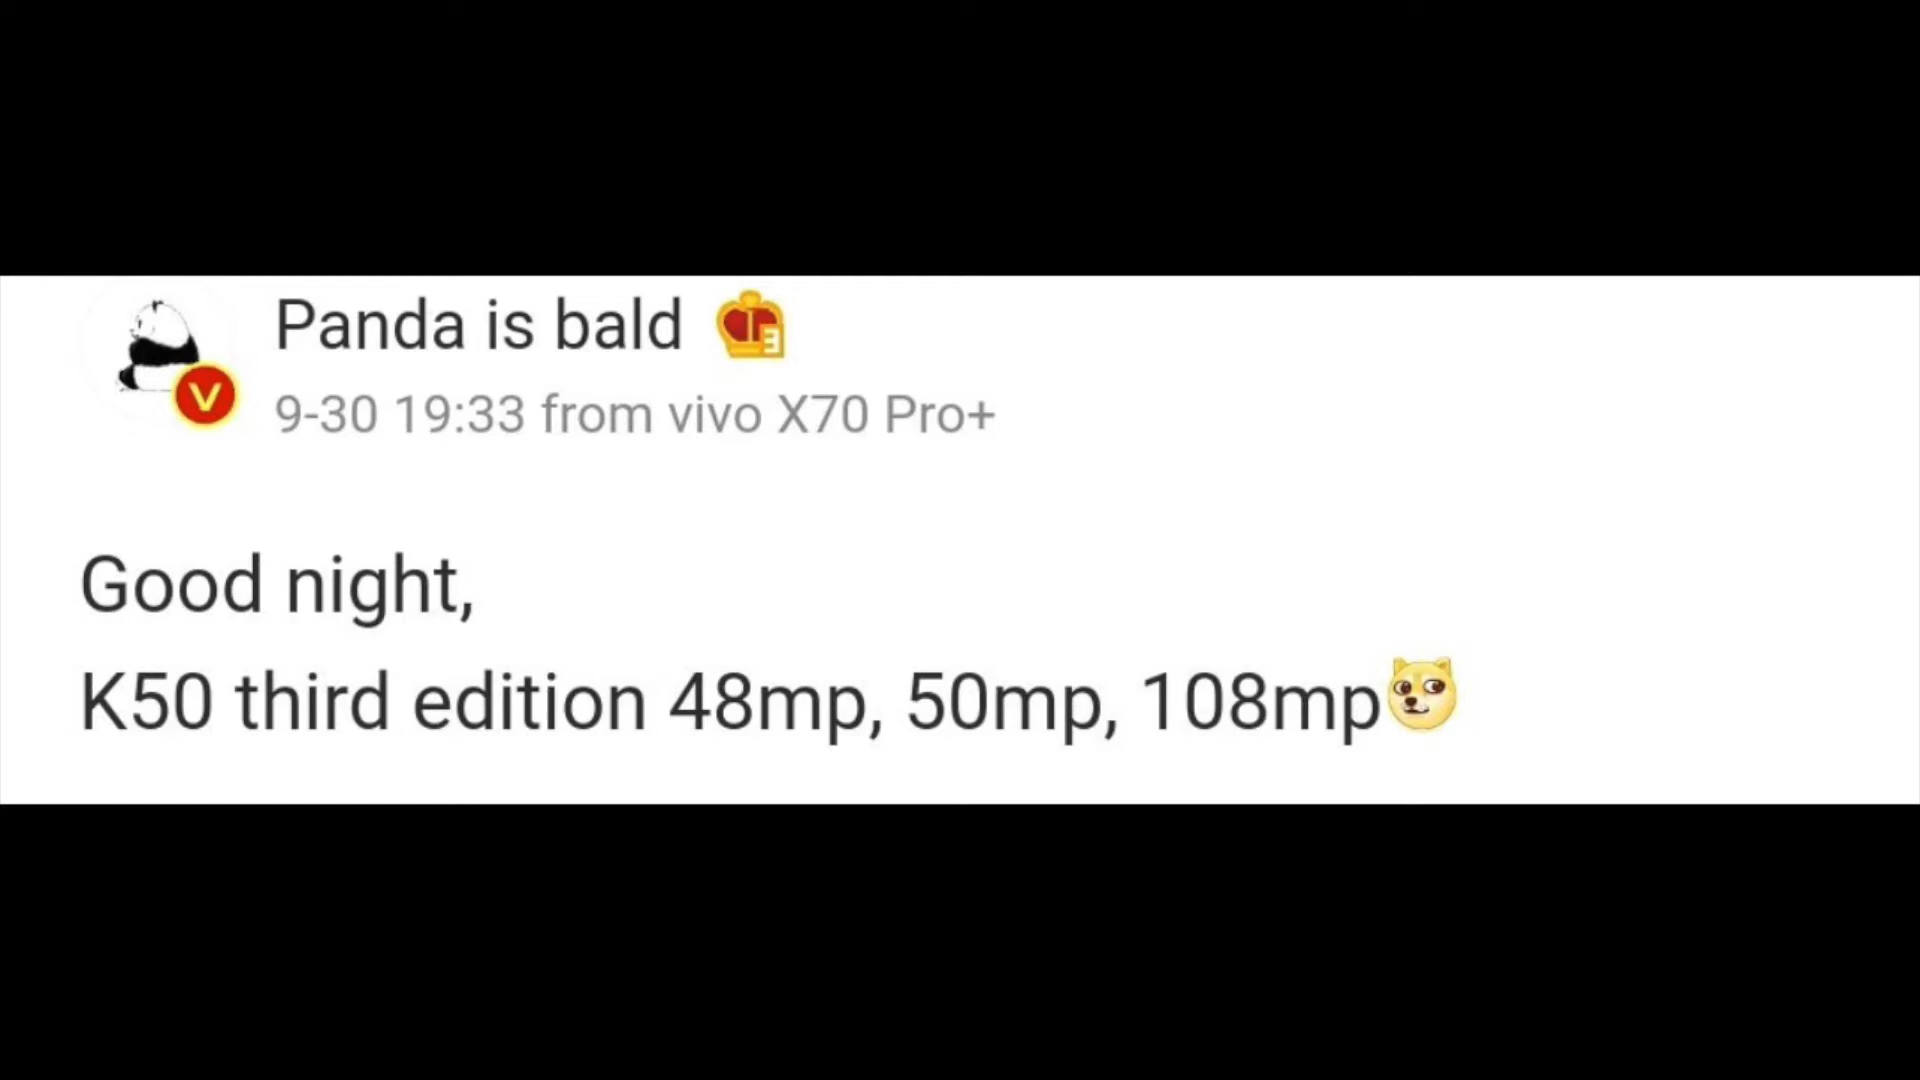 Panda is bald 3
V
9-30 19:33 from vivo X70 Pro+
Good night,
K50 third edition 48mp, 50mp, 108mp